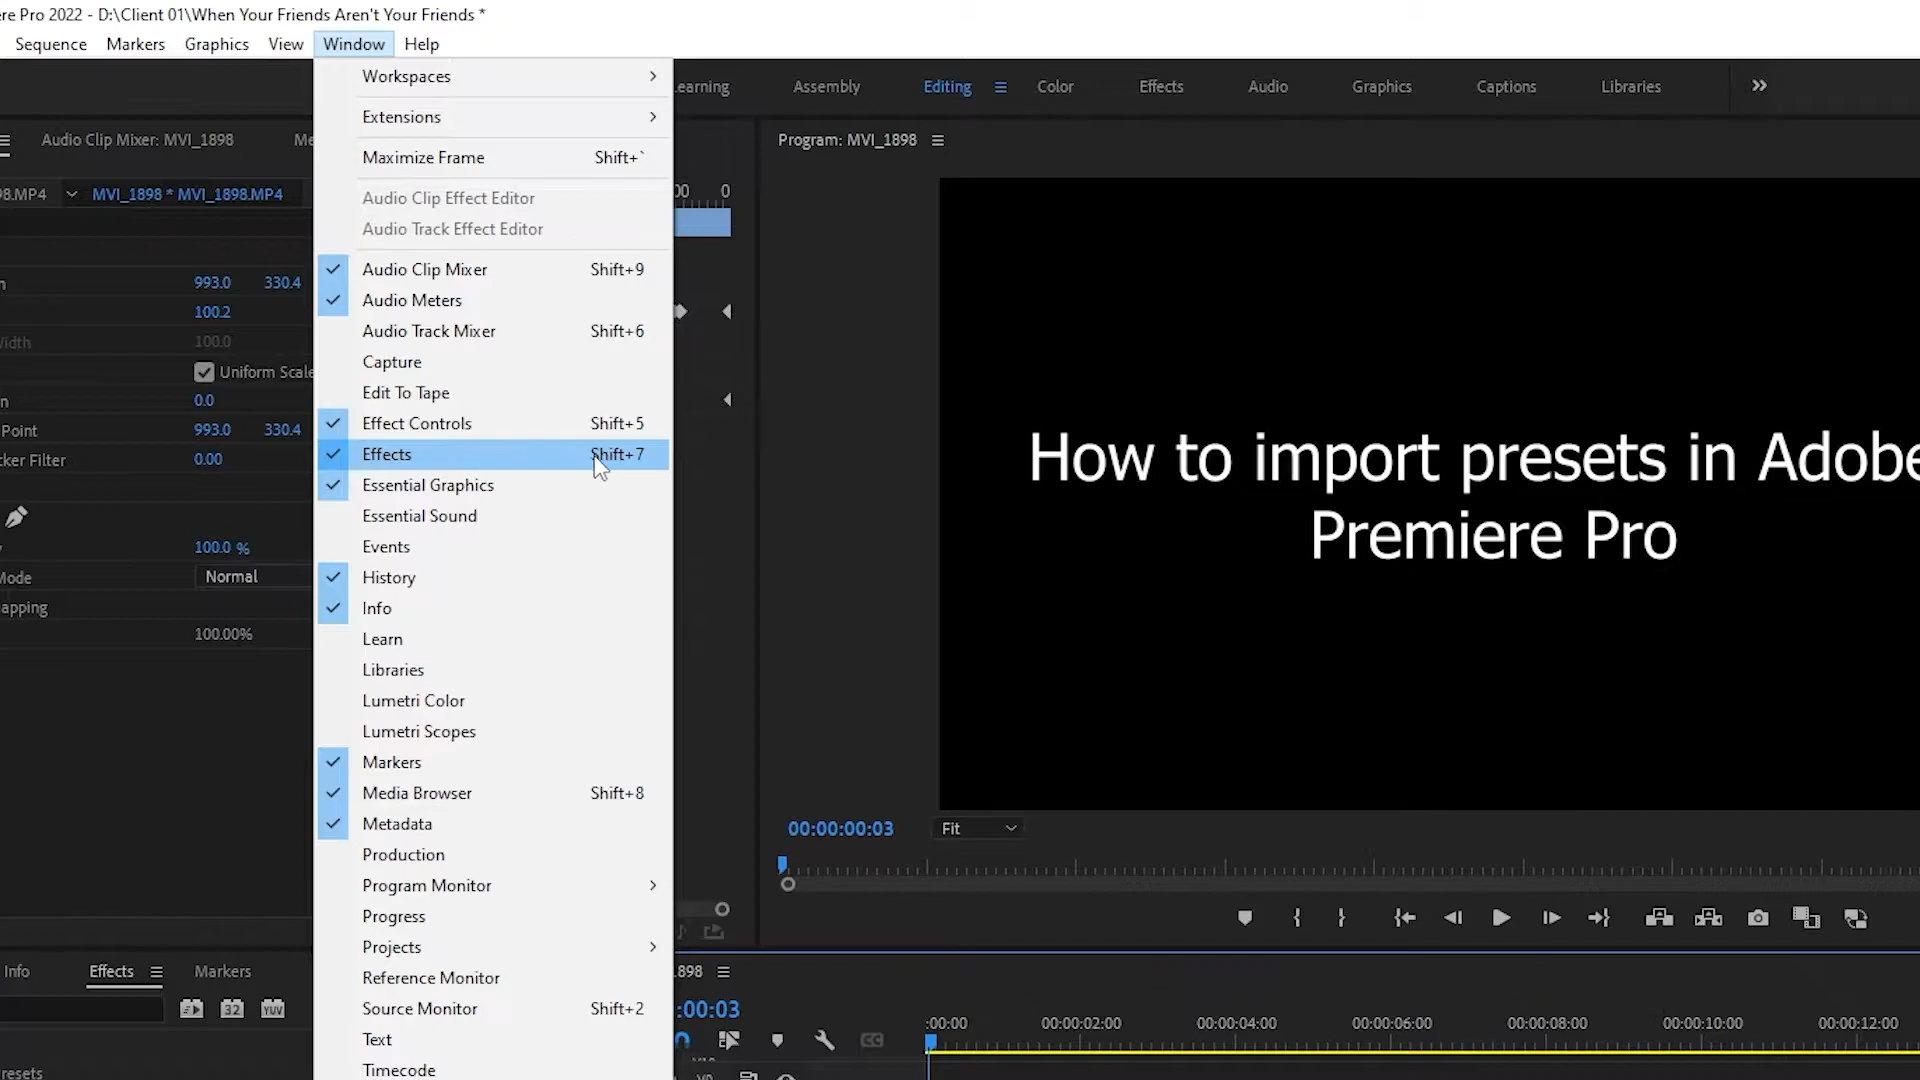 re Pro 2022 - D:\Client 01\When Your Friends Aren't Your Friends *
Sequence Markers Graphics View Window Help
Workspaces
Extensions
Maximize Frame Shift+`
Audio Clip Effect Editor
Audio Track Effect Editor
Audio Clip Mixer Shift+9
Audio Meters
Audio Track Mixer Shift+6
Capture
Edit To Tape
Effect Controls Shift+5
Effects Shift+7
Essential Graphics
Essential Sound
Events
History
Info
Learn
Libraries
Lumetri Color
Lumetri Scopes
Markers
Media Browser Shift+8
Metadata
Production
Program Monitor
Progress
Projects
Reference Monitor
Source Monitor Shift+2
Text
Timecode
earning Assembly Editing Color Effects Audio Graphics Captions Libraries
Audio Clip Mixer: MVI_1898 Me
98.MP4 MVI_1898 * MVI_1898.MP4
00 0
n 993.0 330.4
100.2
Width 100.0
Uniform Scale
n 0.0
Point 993.0 330.4
cker Filter 0.00
y 100.0 %
Mode Normal
apping
100.00%
Program: MVI_1898
How to import presets in Adobe
Premiere Pro
00:00:00:03 Fit
Info Effects Markers
32 YUV
resets
.898
:00:03
:00:00 00:00:02:00 00:00:04:00 00:00:06:00 00:00:08:00 00:00:10:00 00:00:12:00
CC